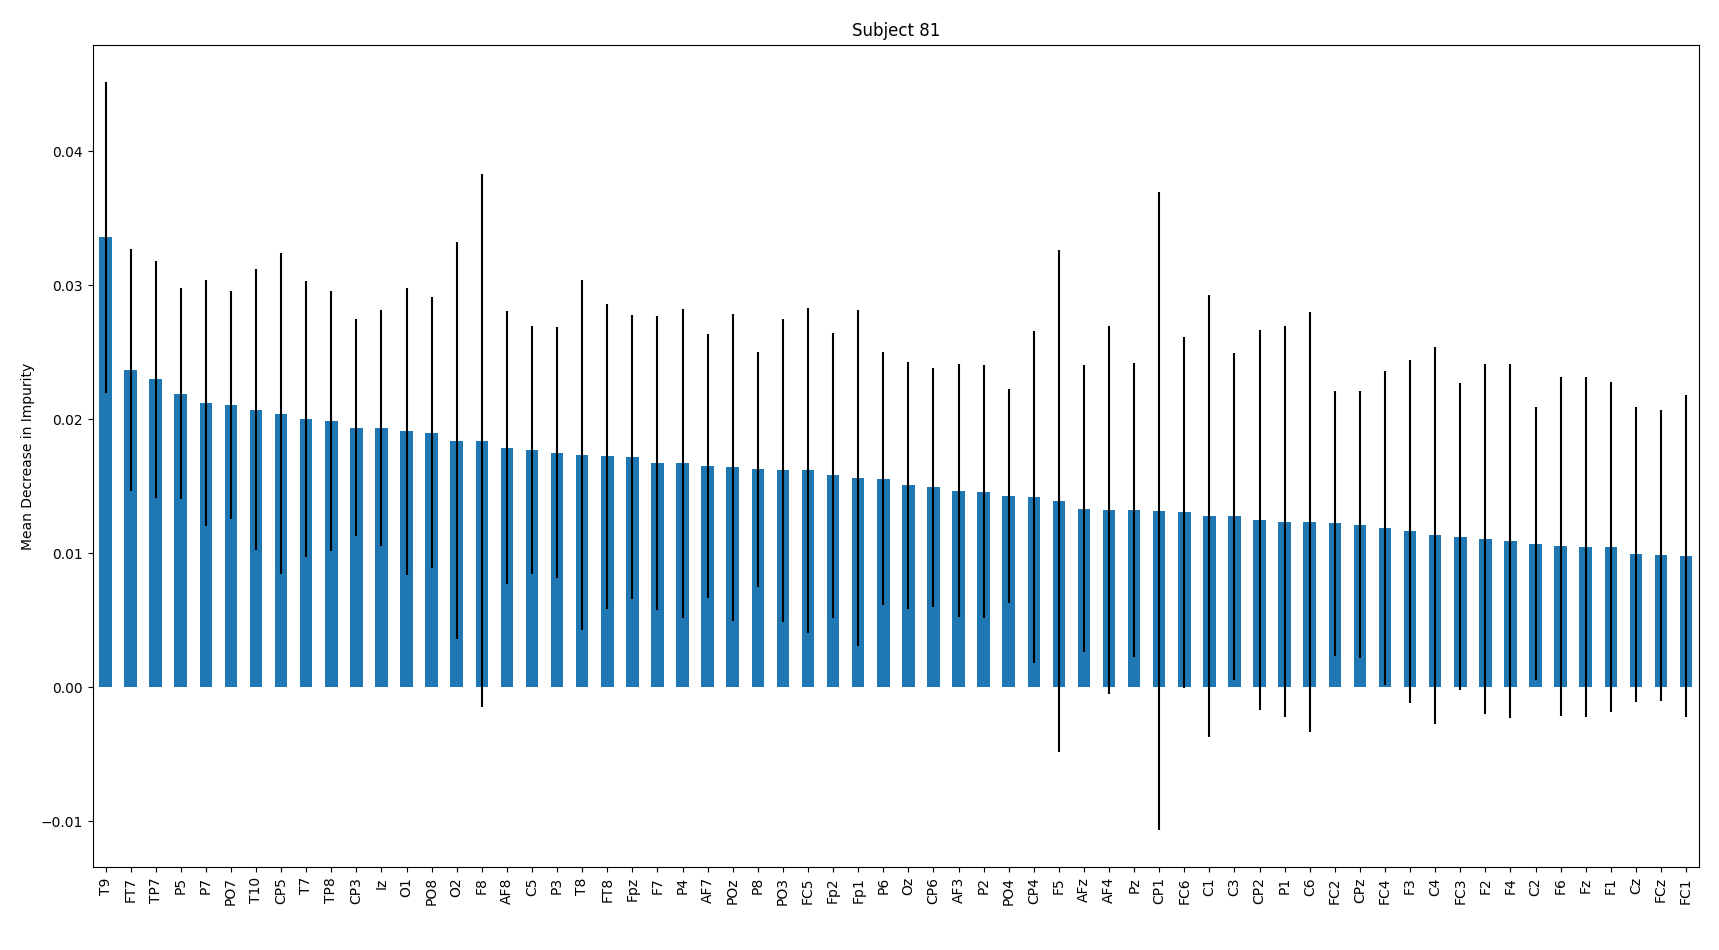 Subject 81
Mean Decrease in Impurity
0.04
0.03
0.02
0.01
0.00
−0.01
T9 FT7 TP7 P5 P7 PO7 T10 CP5 T7 TP8 CP3 Iz O1 PO8 O2 F8 AF8 C5 P3 T8 FT8 Fpz F7 P4 AF7 POz P8 PO3 FC5 Fp2 Fp1 P6 Oz CP6 AF3 P2 PO4 CP4 F5 AFz AF4 Pz CP1 FC6 C1 C3 CP2 P1 C6 FC2 CPz FC4 F3 C4 FC3 F2 F4 C2 F6 Fz F1 Cz FCz FC1